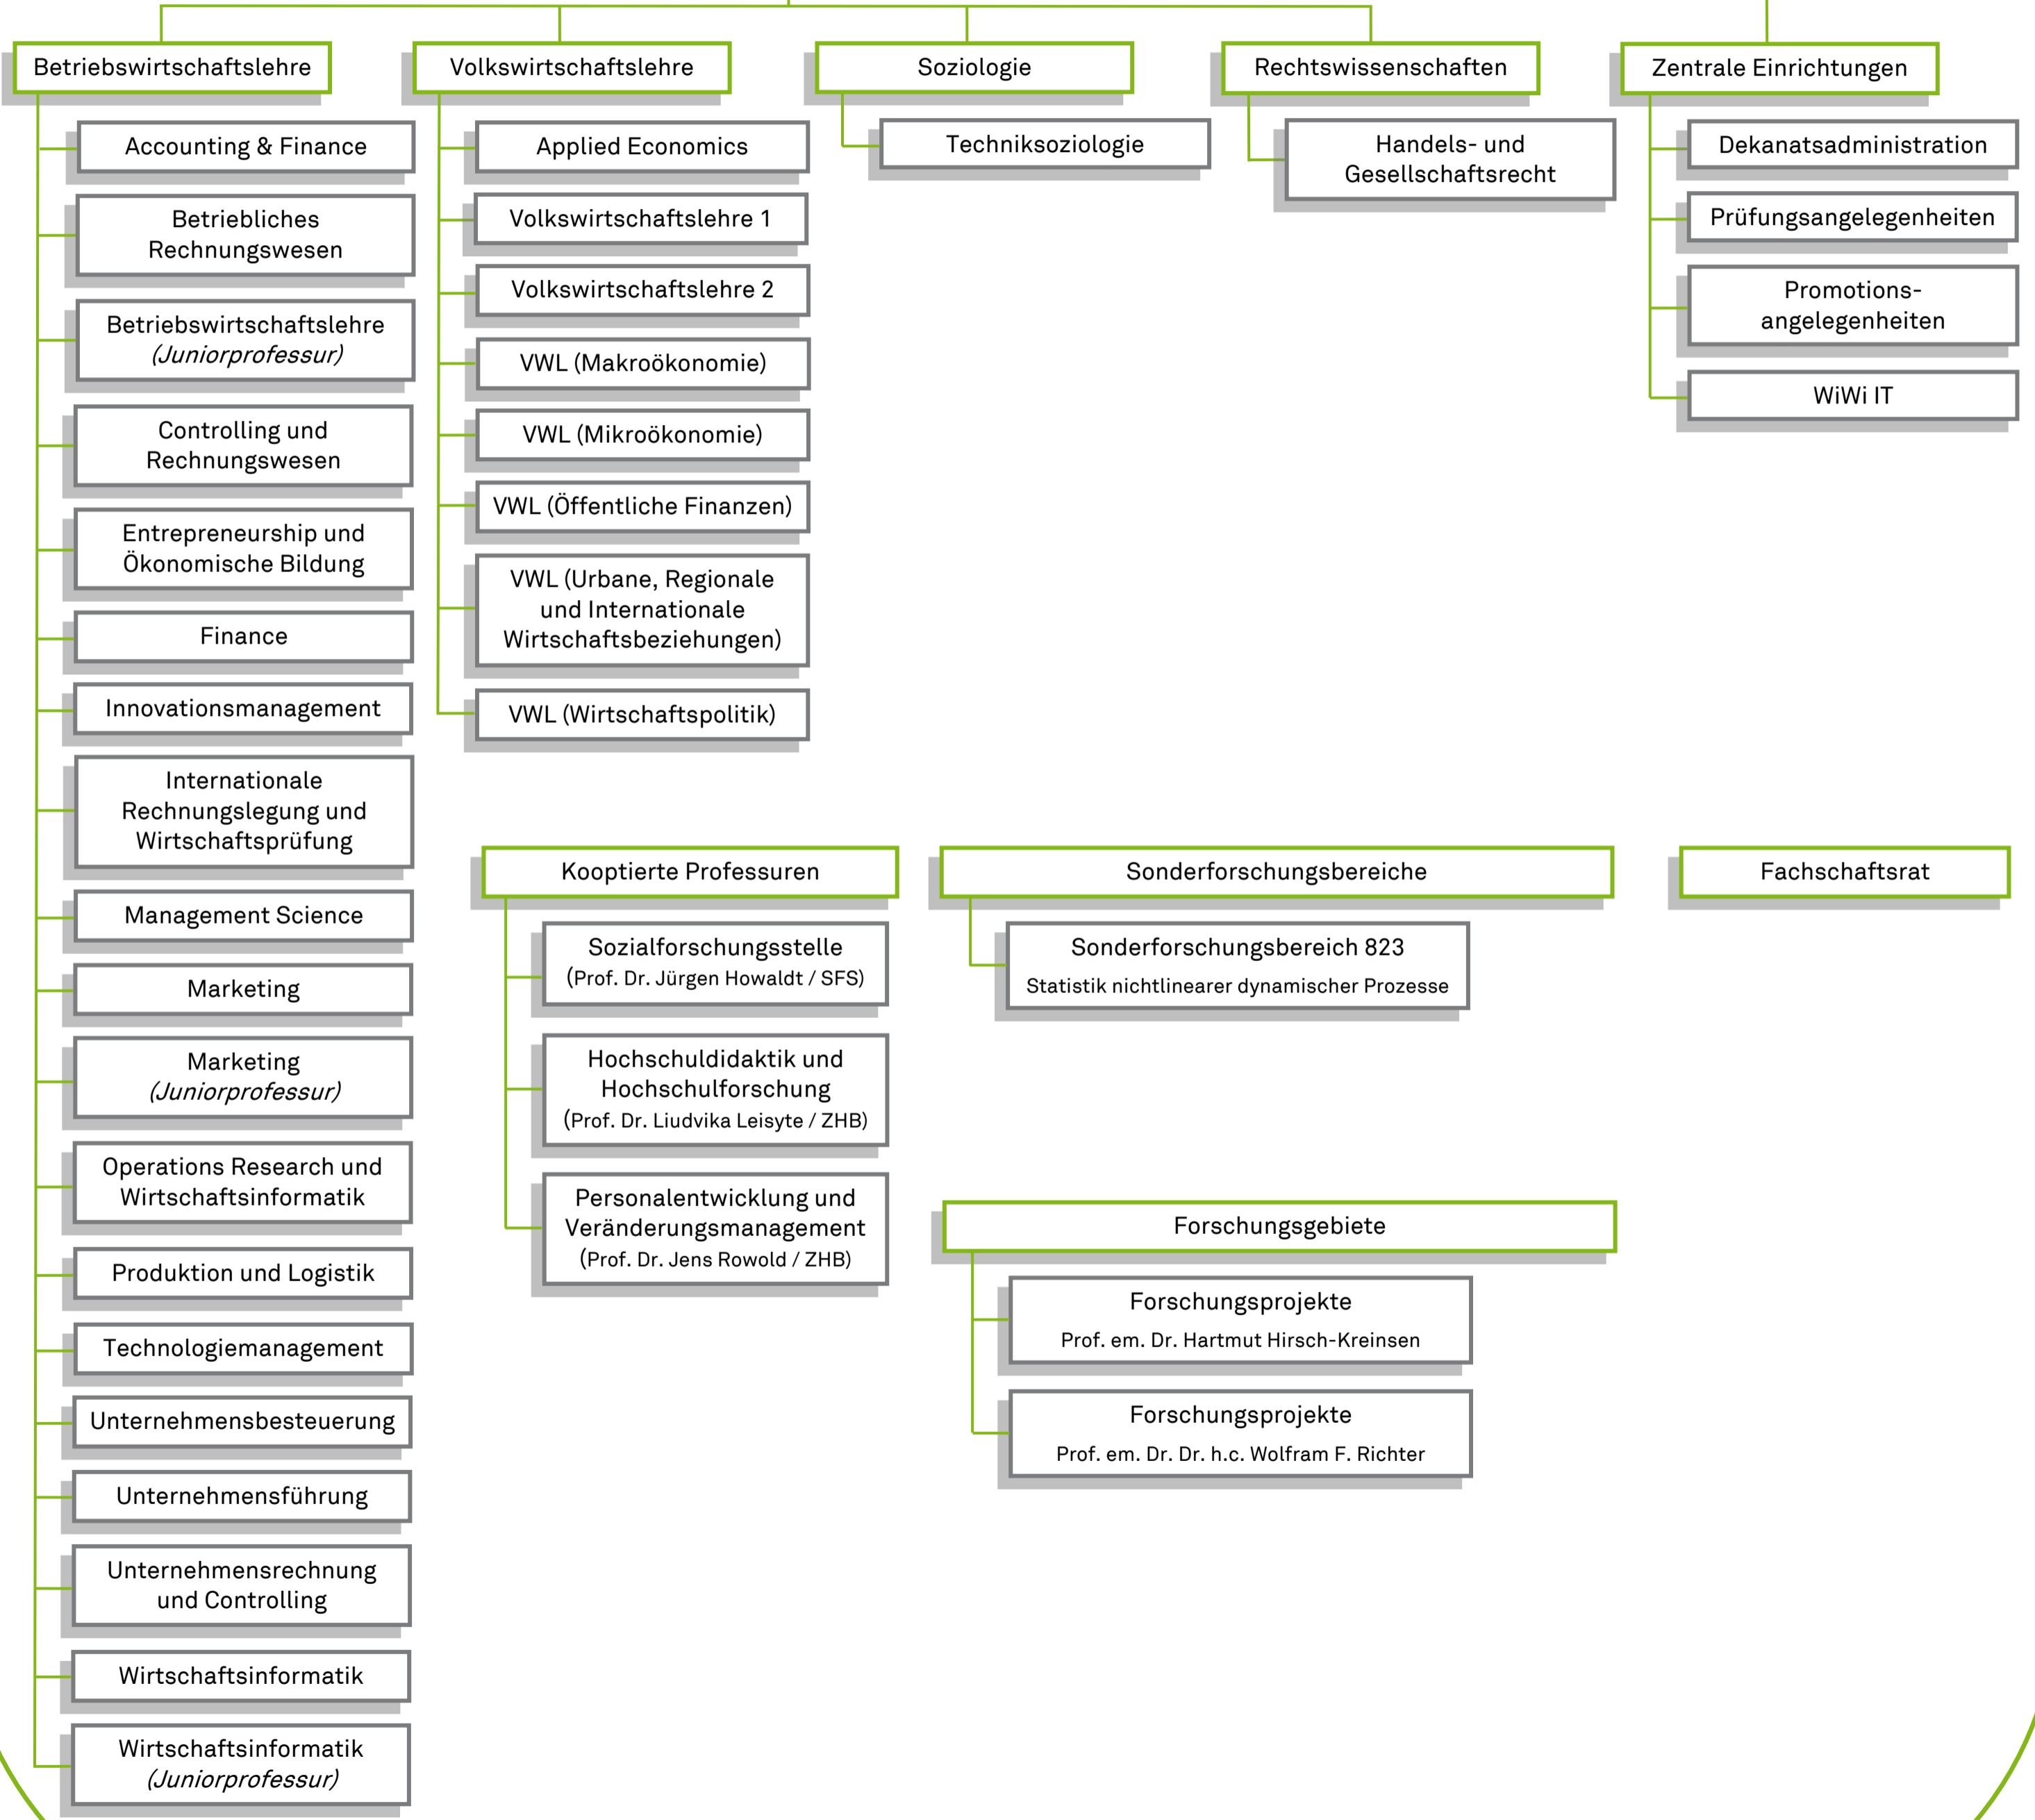 Betriebswirtschaftslehre
Accounting & Finance
Betriebliches
Rechnungswesen
Betriebswirtschaftslehre
(Juniorprofessur)
Controlling und
Rechnungswesen
Entrepreneurship und
Ökonomische Bildung
Finance
Innovationsmanagement
Internationale
Rechnungslegung und
Wirtschaftsprüfung
Management Science
Marketing
Marketing
(Juniorprofessur)
Operations Research und
Wirtschaftsinformatik
Produktion und Logistik
Technologiemanagement
Unternehmensbesteuerung
Unternehmensführung
Unternehmensrechnung
und Controlling
Wirtschaftsinformatik
Wirtschaftsinformatik
(Juniorprofessur)
Volkswirtschaftslehre
Applied Economics
Volkswirtschaftslehre 1
Volkswirtschaftslehre 2
VWL (Makroökonomie)
VWL (Mikroökonomie)
VWL (Öffentliche Finanzen)
VWL (Urbane, Regionale
und Internationale
Wirtschaftsbeziehungen)
VWL (Wirtschaftspolitik)
Soziologie
Techniksoziologie
Rechtswissenschaften
Handels- und
Gesellschaftsrecht
Zentrale Einrichtungen
Dekanatsadministration
Prüfungsangelegenheiten
Promotions-
angelegenheiten
WiWi IT
Kooptierte Professuren
Sozialforschungsstelle
(Prof. Dr. Jürgen Howaldt / SFS)
Hochschuldidaktik und
Hochschulforschung
(Prof. Dr. Liudvika Leisyte / ZHB)
Personalentwicklung und
Veränderungsmanagement
(Prof. Dr. Jens Rowold / ZHB)
Sonderforschungsbereiche
Sonderforschungsbereich 823
Statistik nichtlinearer dynamischer Prozesse
Forschungsgebiete
Forschungsprojekte
Prof. em. Dr. Hartmut Hirsch-Kreinsen
Forschungsprojekte
Prof. em. Dr. Dr. h.c. Wolfram F. Richter
Fachschaftsrat